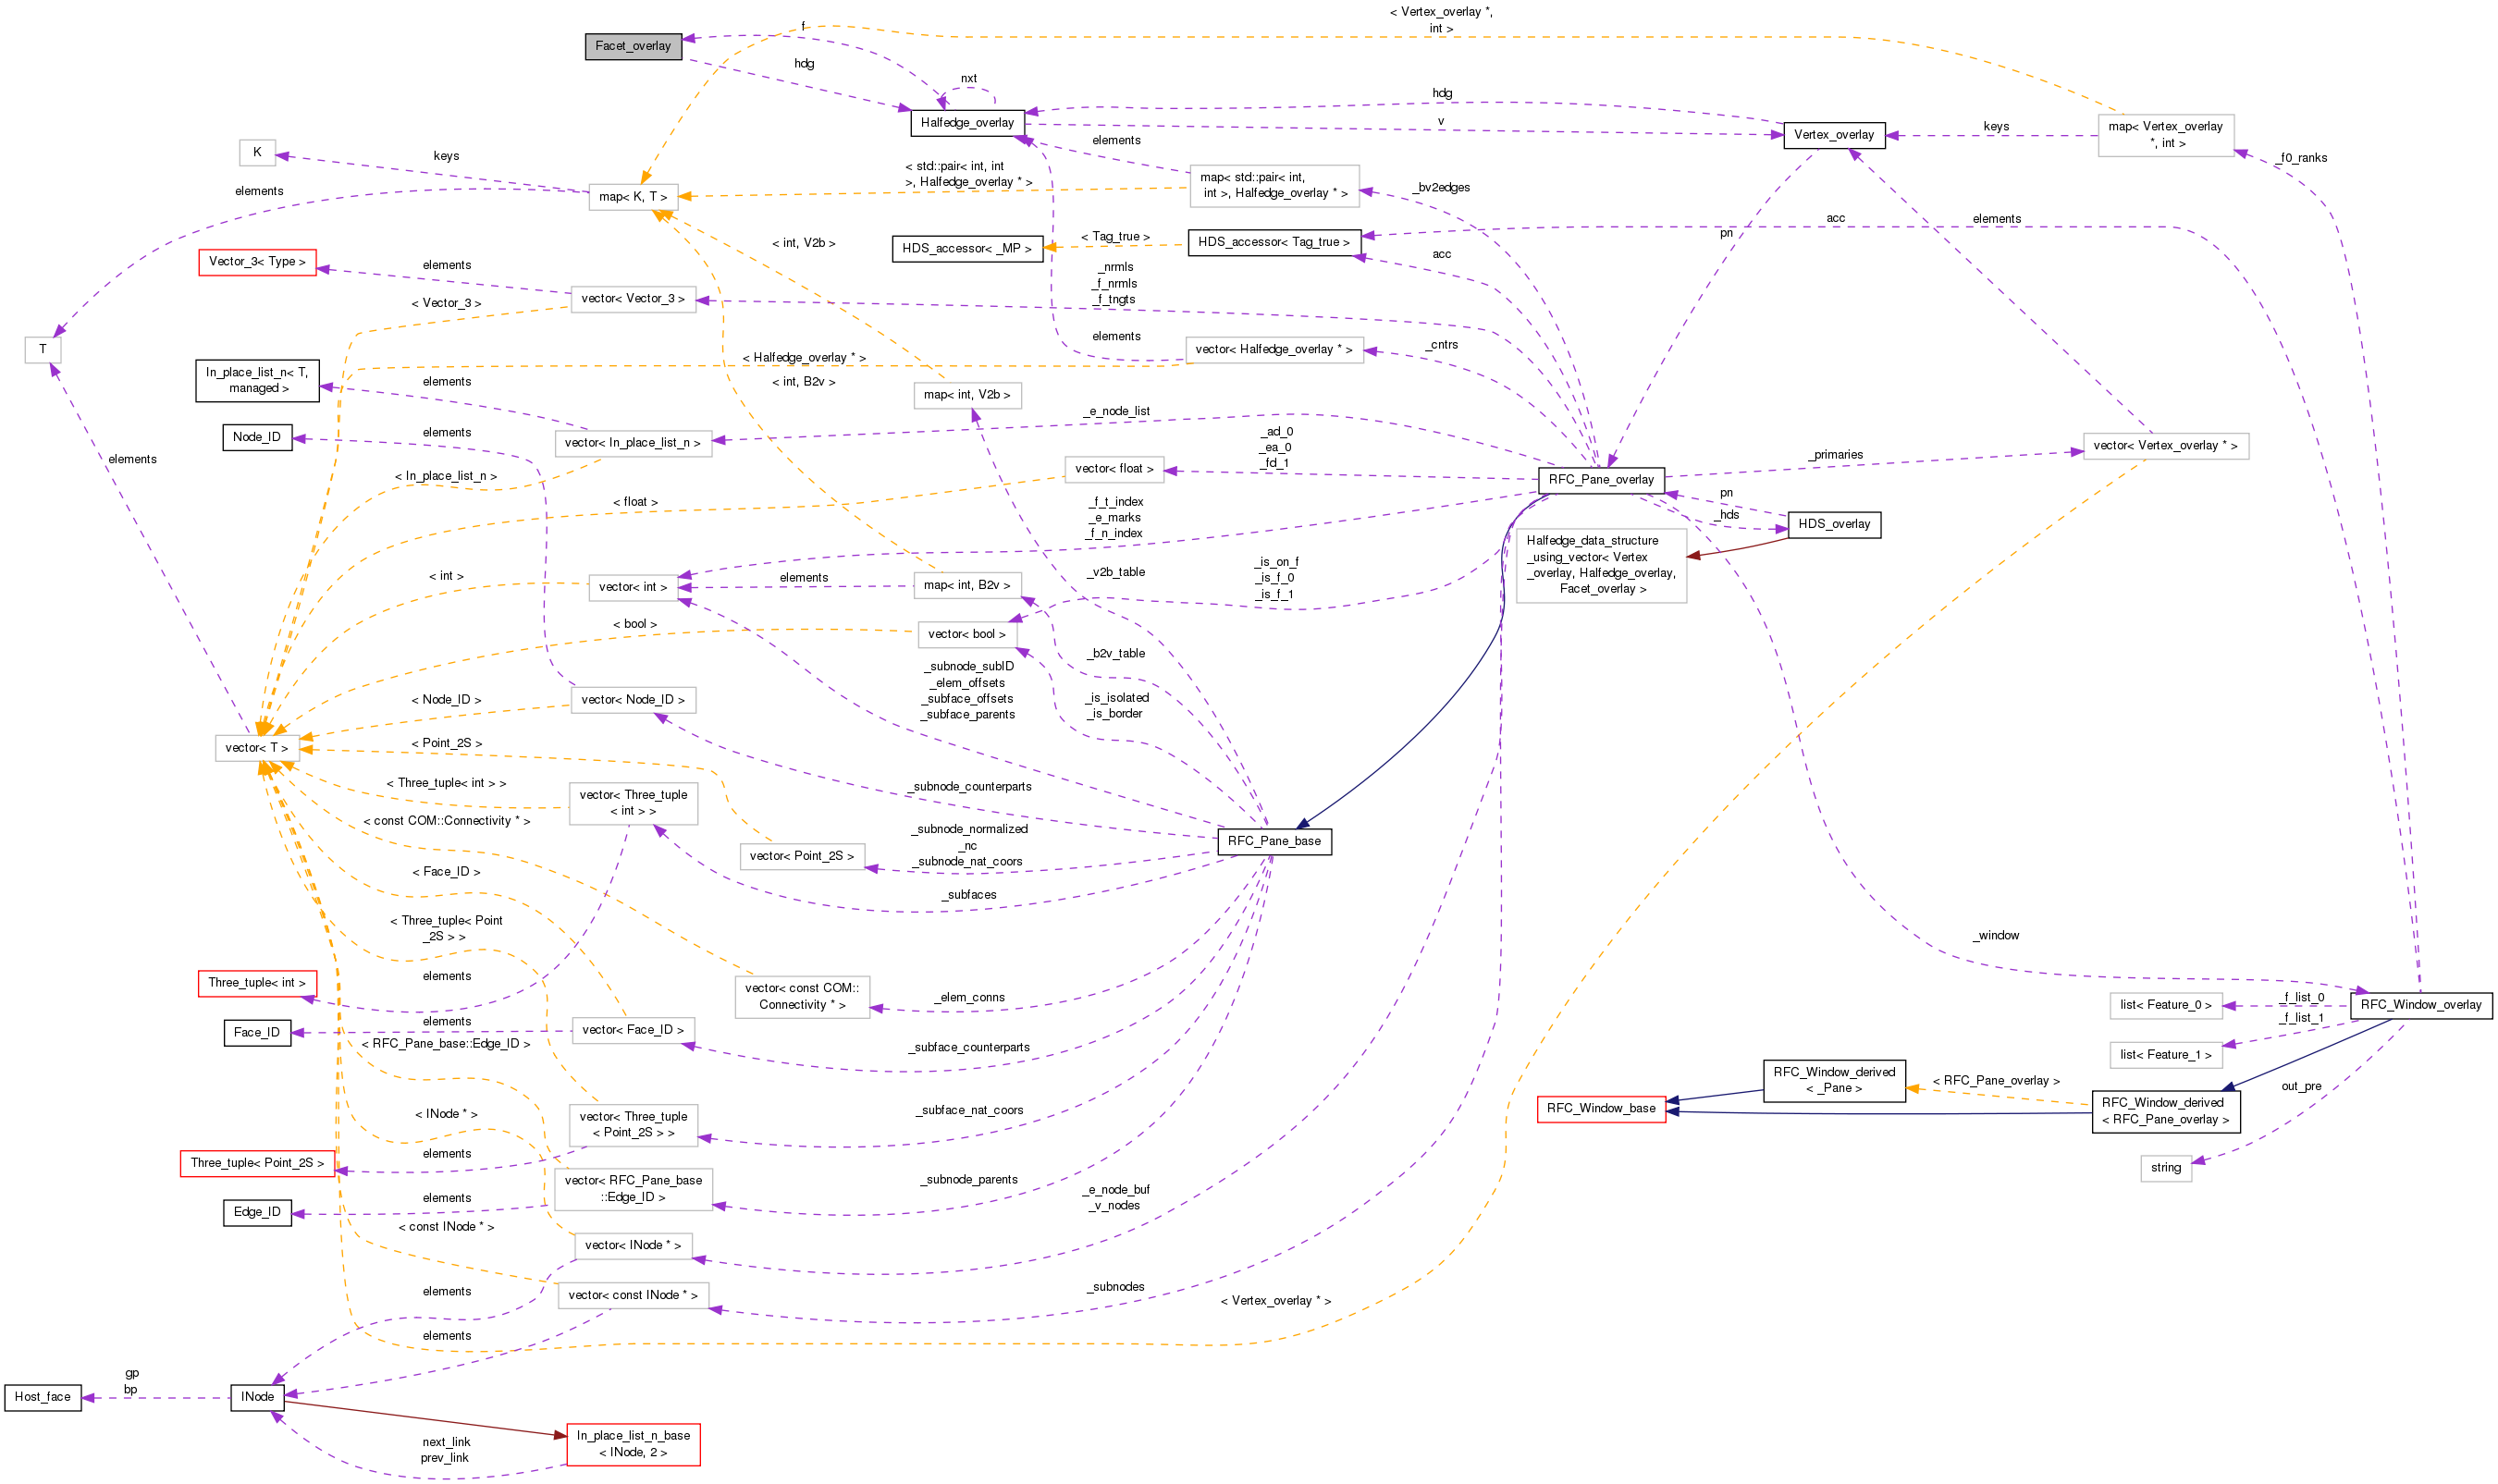 < Vertex_overlay *,
int >
f
Facet_overlay
hdg
nxt
hdg
Halfedge_overlay
v
Vertex_overlay
keys
map< Vertex_overlay
*, int >
K
keys
elements
_f0_ranks
elements
map< K, T >
< std::pair< int, int
>, Halfedge_overlay * >
map< std::pair< int,
int >, Halfedge_overlay * >
_bv2edges
acc
elements
pn
HDS_accessor< _MP >
< Tag_true >
HDS_accessor< Tag_true >
acc
< int, V2b >
Vector_3< Type >
elements
_nrmls
_f_nrmls
_f_tngts
< Vector_3 >
vector< Vector_3 >
T
elements
vector< Halfedge_overlay * >
_cntrs
< Halfedge_overlay * >
In_place_list_n< T,
managed >
elements
< int, B2v >
map< int, V2b >
_e_node_list
Node_ID
elements
vector< In_place_list_n >
_ad_0
_ea_0
_fd_1
vector< Vertex_overlay * >
_primaries
elements
< In_place_list_n >
vector< float >
RFC_Pane_overlay
pn
_hds
HDS_overlay
< float >
_f_t_index
_e_marks
_f_n_index
Halfedge_data_structure
_using_vector< Vertex
_overlay, Halfedge_overlay,
Facet_overlay >
< int >
vector< int >
elements
map< int, B2v >
_v2b_table
_is_on_f
_is_f_0
_is_f_1
< bool >
vector< bool >
_b2v_table
_subnode_subID
_elem_offsets
_subface_offsets
_subface_parents
_is_isolated
_is_border
< Node_ID >
vector< Node_ID >
vector< T >
< Point_2S >
< Three_tuple< int > >
vector< Three_tuple
< int > >
_subnode_counterparts
< const COM::Connectivity * >
_subnode_normalized
_nc
_subnode_nat_coors
RFC_Pane_base
vector< Point_2S >
< Face_ID >
_subfaces
< Three_tuple< Point
_2S > >
_window
Three_tuple< int >
elements
vector< const COM::
Connectivity * >
_elem_conns
list< Feature_0 >
_f_list_0
RFC_Window_overlay
Face_ID
elements
vector< Face_ID >
_f_list_1
< RFC_Pane_base::Edge_ID >
_subface_counterparts
list< Feature_1 >
RFC_Window_derived
< _Pane >
< RFC_Pane_overlay >
out_pre
RFC_Window_base
RFC_Window_derived
< RFC_Pane_overlay >
< INode * >
vector< Three_tuple
< Point_2S > >
_subface_nat_coors
Three_tuple< Point_2S >
elements
string
vector< RFC_Pane_base
::Edge_ID >
_subnode_parents
Edge_ID
elements
_e_node_buf
_v_nodes
< const INode * >
vector< INode * >
elements
vector< const INode * >
_subnodes
< Vertex_overlay * >
elements
gp
bp
Host_face
INode
In_place_list_n_base
< INode, 2 >
next_link
prev_link